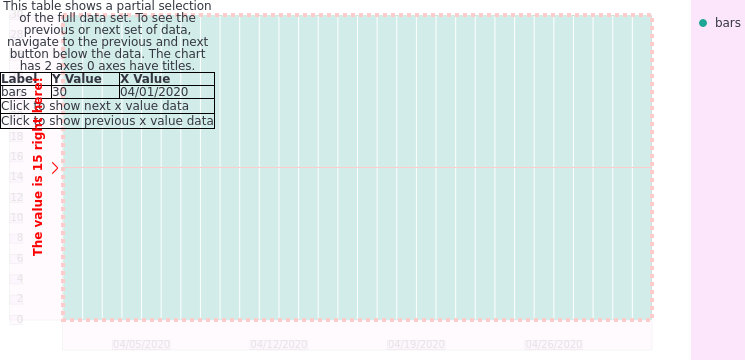 This table shows a partial selection
of the full data set. To see the
previous or next set of data,
navigate to the previous and next
button below the data. The chart
has 2 axes 0 axes have titles.
Label Y Value X Value
bars 30 04/01/2020
Click to show next x value data
Click to show previous x value data
The value is 15 right here!
18
16
14
12
10
8
6
4
2
0
04/05/2020 04/12/2020 04/19/2020 04/26/2020
bars